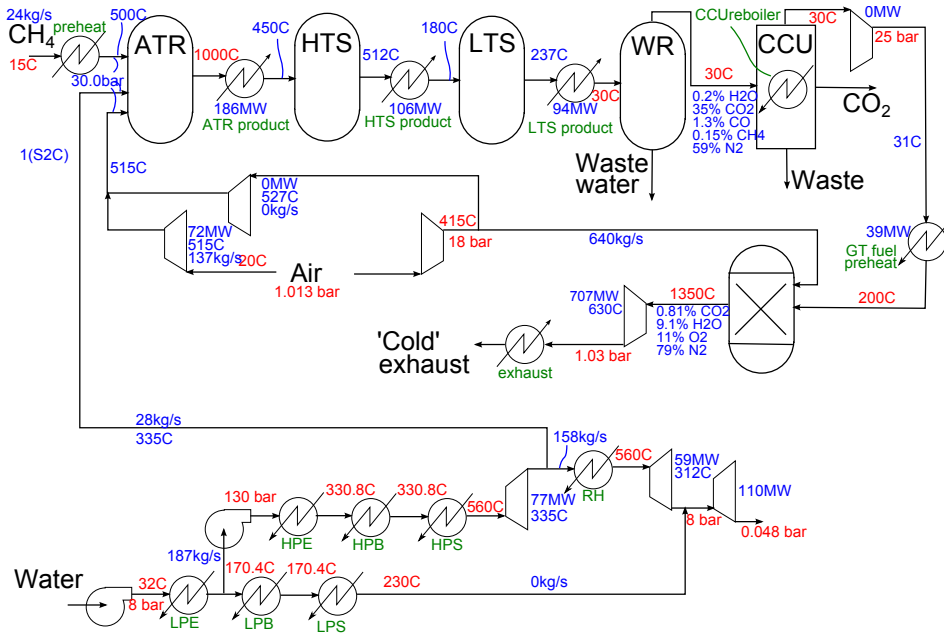 24kg/s
CH4
15C
preheat
500C
30.0bar
ATR
1000C
186MW
ATR product
450C
HTS
512C
106MW
HTS product
180C
LTS
237C
94MW
30C
LTS product
WR
Waste
water
CCUreboiler
30C
0.2% H2O
35% CO2
1.3% CO
0.15% CH4
59% N2
CCU
30C
0MW
25 bar
CO2
Waste
31C
39MW
GT fuel
preheat
200C
1(S2C)
515C
0MW
527C
0kg/s
72MW
515C
137kg/s
20C
Air
1.013 bar
415C
18 bar
640kg/s
1350C
0.81% CO2
9.1% H2O
11% O2
79% N2
707MW
630C
1.03 bar
'Cold'
exhaust
exhaust
28kg/s
335C
158kg/s
RH
560C
59MW
312C
110MW
8 bar
0.048 bar
130 bar
330.8C
330.8C
560C
77MW
335C
HPE
HPB
HPS
187kg/s
Water
32C
8 bar
170.4C
170.4C
230C
0kg/s
LPE
LPB
LPS